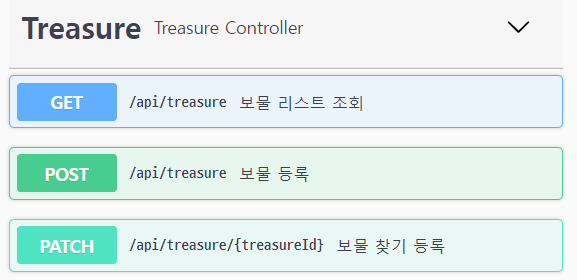 Treasure Treasure Controller
GET /api/treasure 보물 리스트 조회
POST /api/treasure 보물 등록
PATCH /api/treasure/{treasureId} 보물 찾기 등록